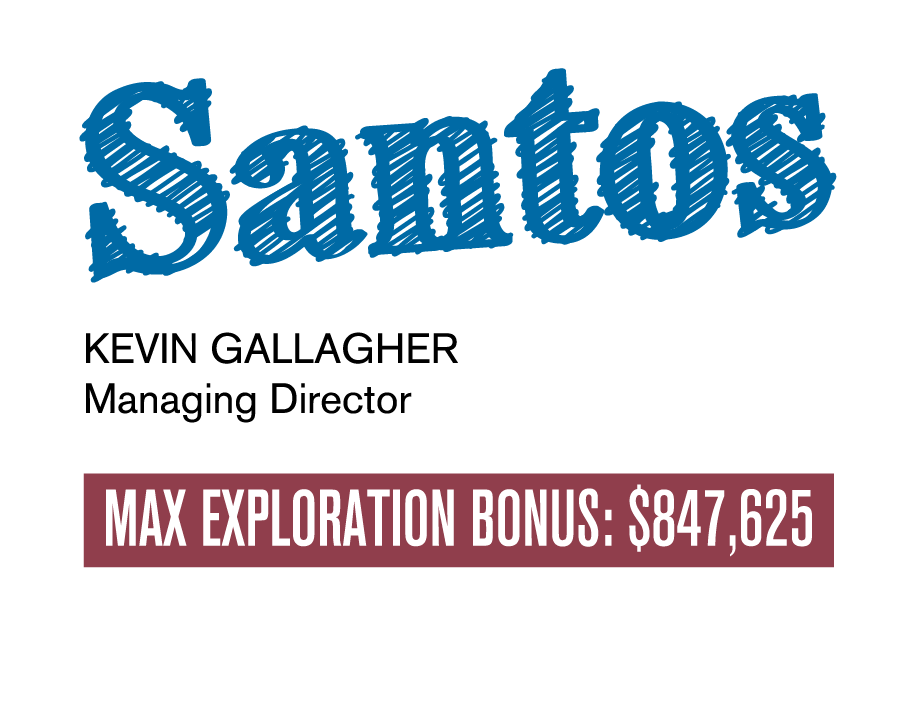 Santos
KEVIN GALLAGHER
Managing Director
MAX EXPLORATION BONUS: $847,625